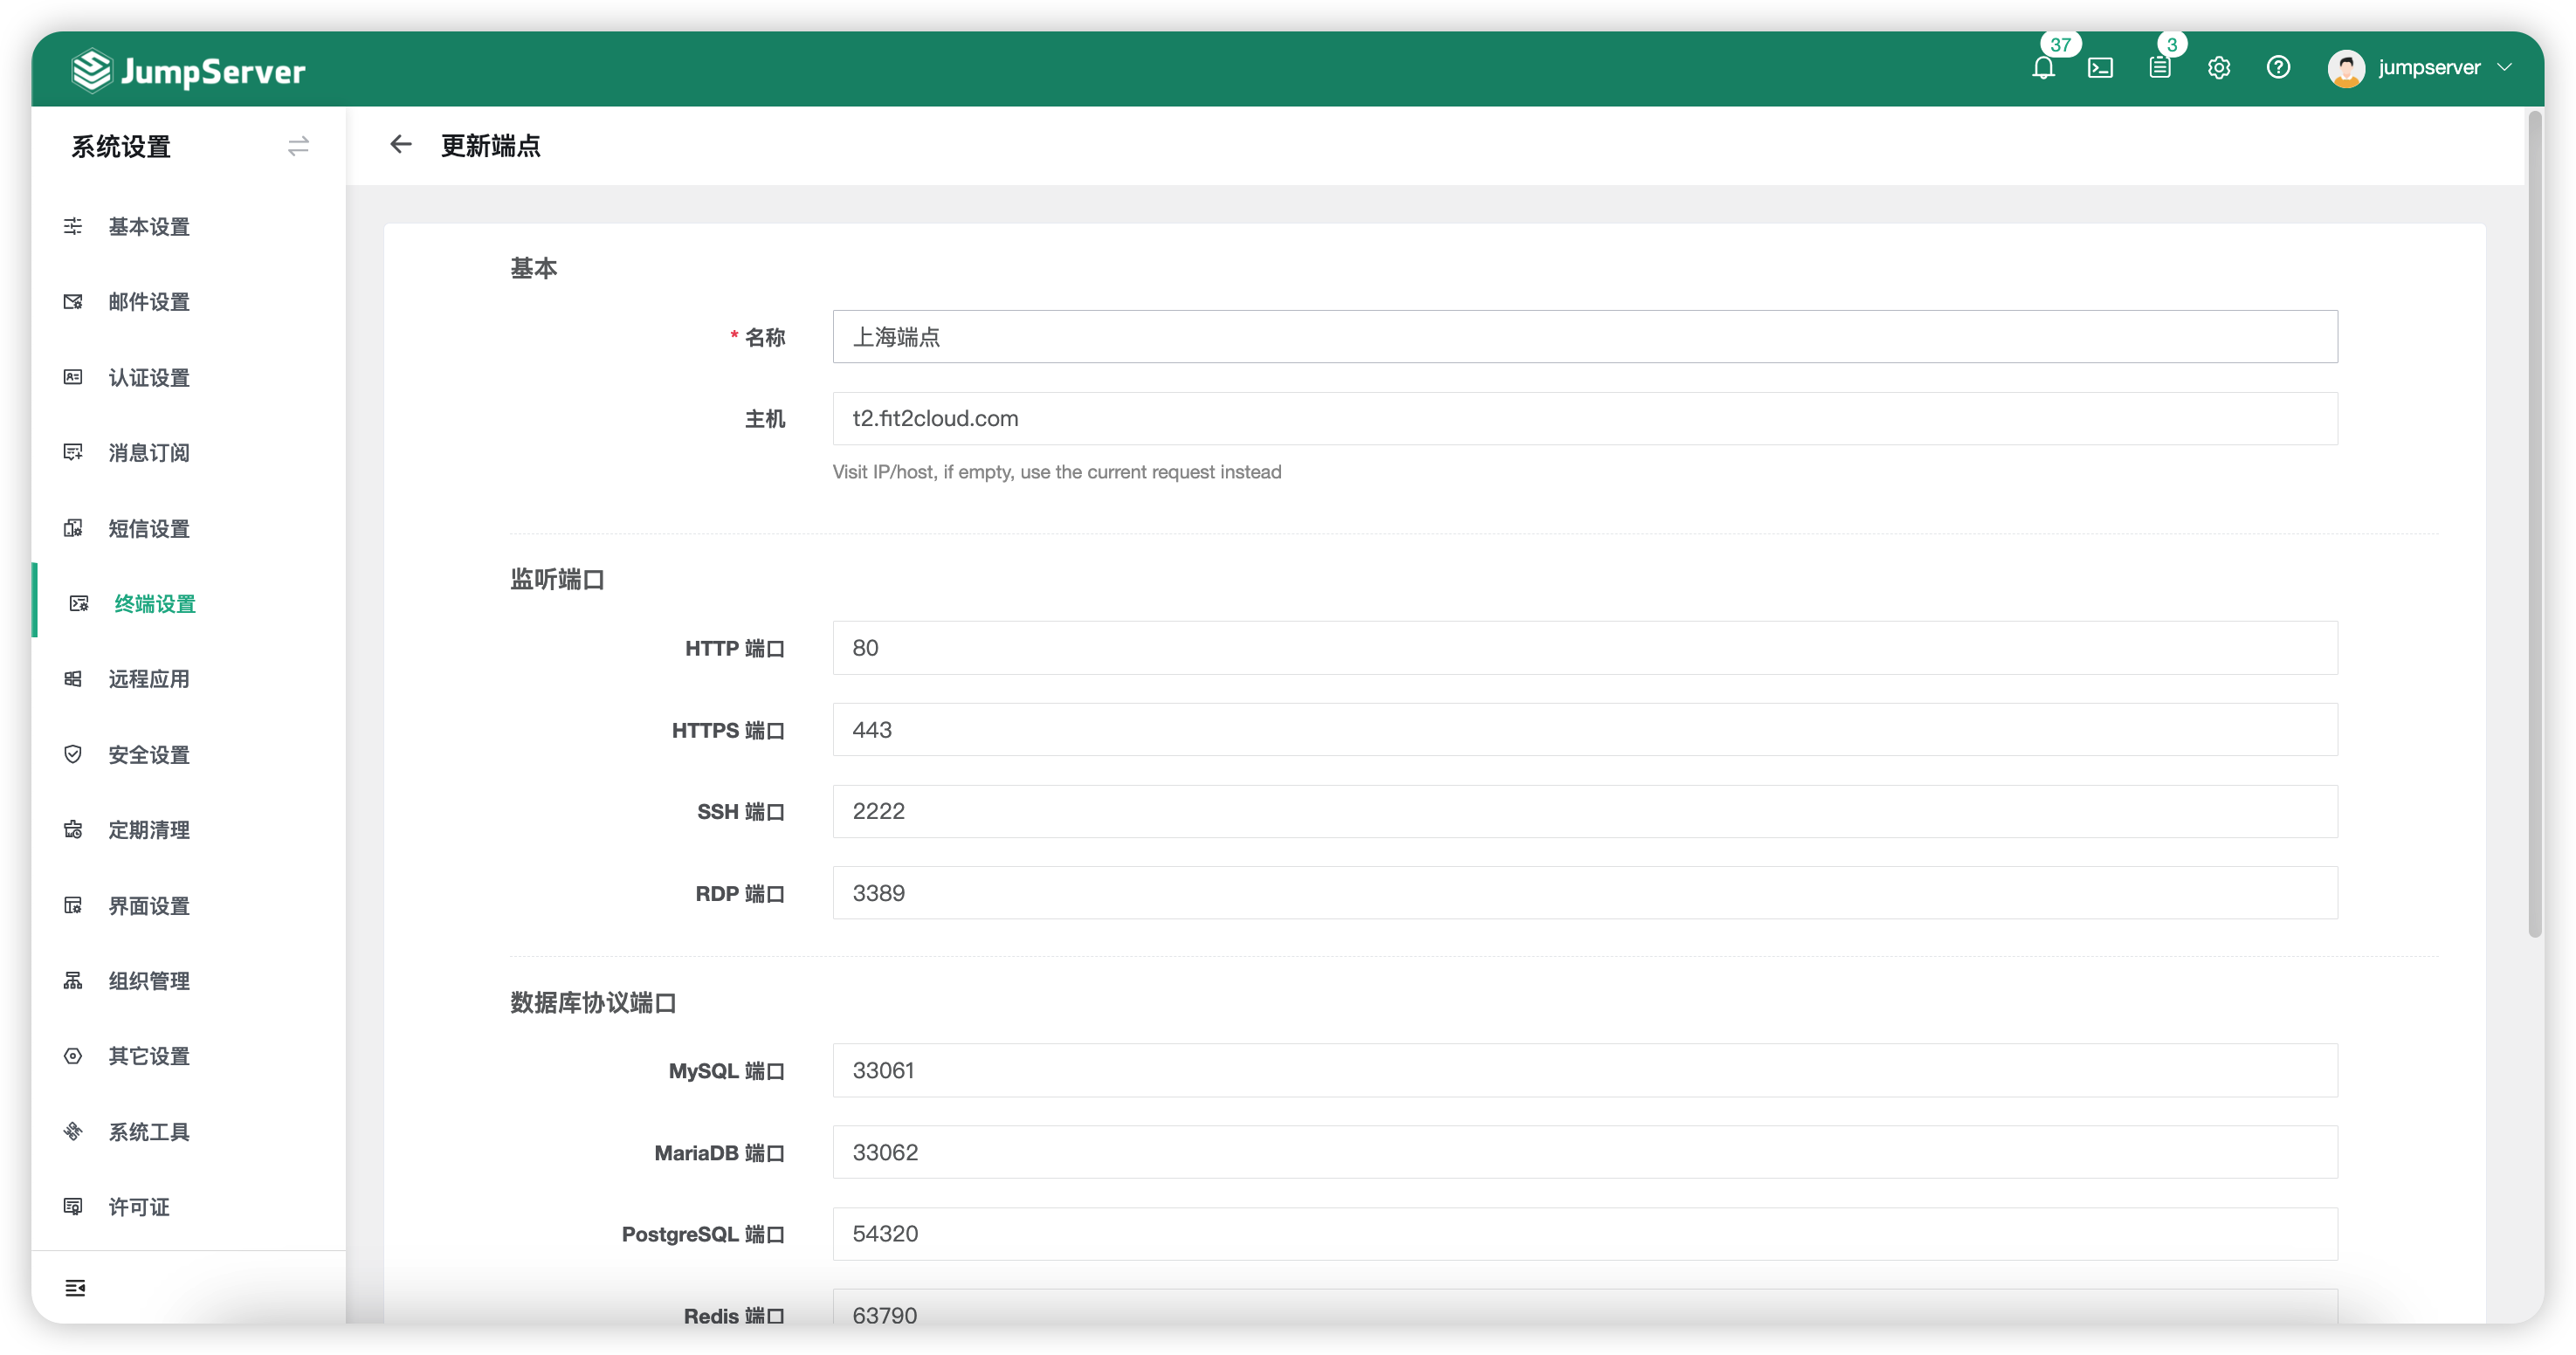 JumpServer
37
3
jumpserver
系统设置
更新端点
基本设置
邮件设置
认证设置
消息订阅
短信设置
终端设置
远程应用
安全设置
定期清理
界面设置
组织管理
其它设置
系统工具
许可证
基本
* 名称 上海端点
主机 t2.fit2cloud.com
Visit IP/host, if empty, use the current request instead
监听端口
HTTP 端口 80
HTTPS 端口 443
SSH 端口 2222
RDP 端口 3389
数据库协议端口
MySQL 端口 33061
MariaDB 端口 33062
PostgreSQL 端口 54320
Redis 端口 63790